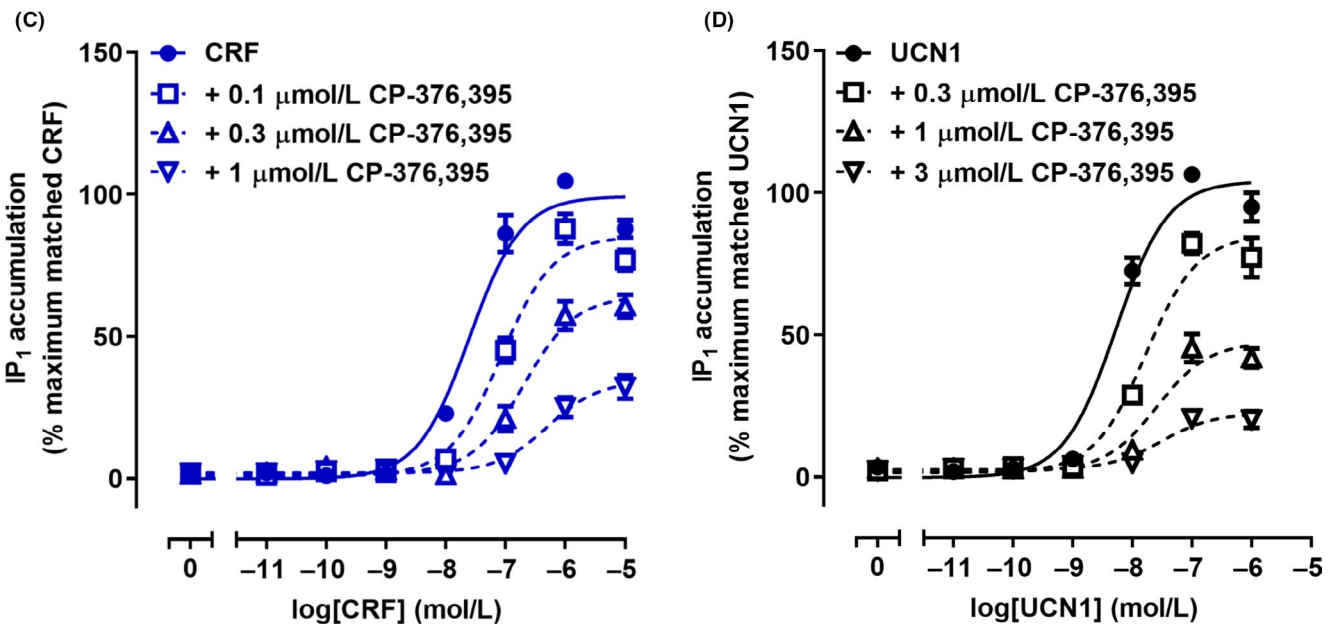 (C)
150
100
50
0
IP1 accumulation
(% maximum matched CRF)
CRF
+ 0.1 μmol/L CP-376,395
+ 0.3 μmol/L CP-376,395
+ 1 μmol/L CP-376,395
0 –11 –10 –9 –8 –7 –6 –5
log[CRF] (mol/L)
(D)
150
100
50
0
IP1 accumulation
(% maximum matched UCN1)
UCN1
+ 0.3 μmol/L CP-376,395
+ 1 μmol/L CP-376,395
+ 3 μmol/L CP-376,395
0 –11 –10 –9 –8 –7 –6 –5
log[UCN1] (mol/L)